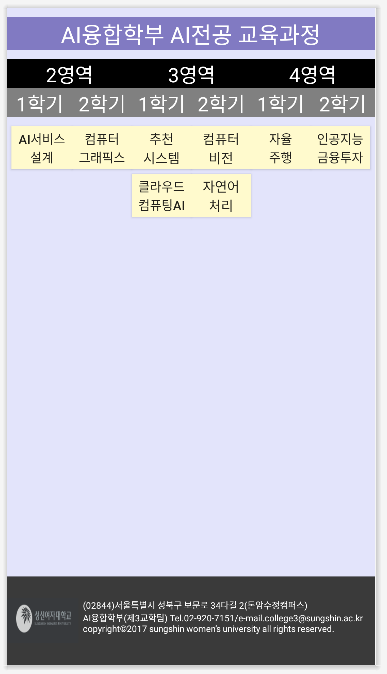 AI융합학부 AI전공 교육과정
2영역 3영역 4영역
1학기 2학기 1학기 2학기 1학기 2학기
AI서비스 컴퓨터 추천 컴퓨터 자율 인공지능
설계 그래픽스 시스템 비전 주행 금융투자
클라우드 자연어
컴퓨팅AI 처리
성신여자대학교
(02844)서울특별시 성북구 보문로 34다길 2(돈암수정캠퍼스)
AI융합학부(제3교학팀) Tel.02-920-7151/e-mail.college3@sungshin.ac.kr
copyright©2017 sungshin women's university all rights reserved.